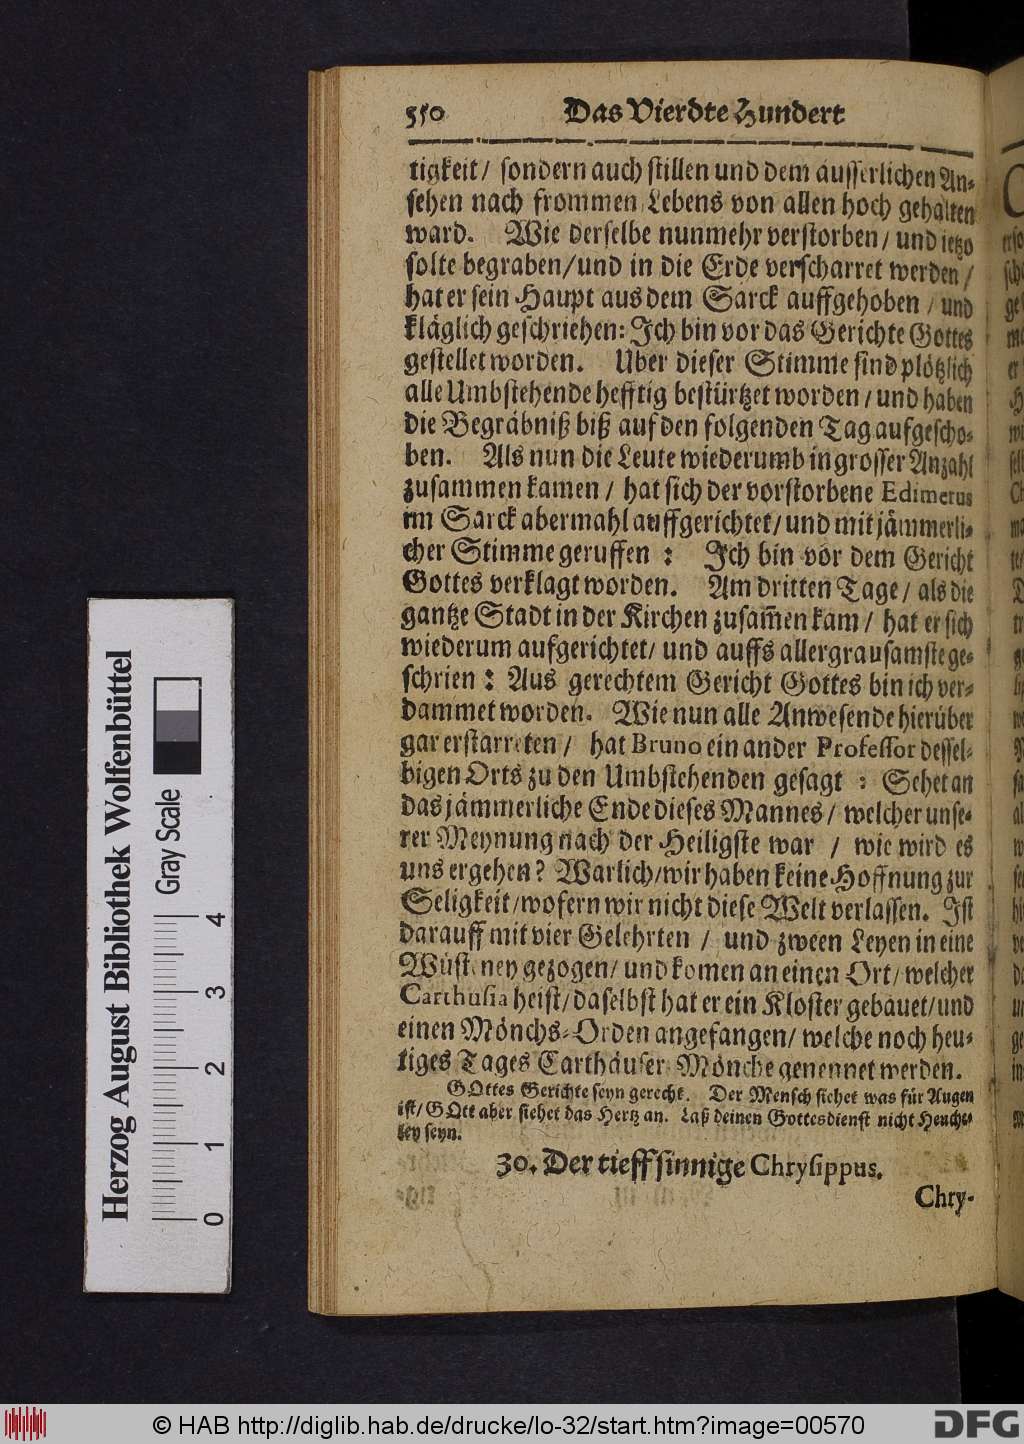 550 Das Vierdte Hundert
tigkeit / sondern auch stillen und dem äusserlichen An-
sehen nach frommen Lebens von allen hoch gehalten
ward. Wie derselbe nunmehr verstorben / und ietzo
solte begraben / und in die Erde verscharret werden /
hat er sein Haupt aus dem Sarck auffgehoben / und
kläglich geschriehen: Ich bin vor das Gerichte Gottes
gestellet worden. Uber dieser Stimme sind plötzlich
alle Umbstehende hefftig bestürtzet worden / und haben
die Begräbniß biß auf den folgenden Tag aufgescho-
ben. Als nun die Leute wiederumb in grosser Anzahl
zusammen kamen / hat sich der vorstorbene Edimetus
im Sarck abermahl auffgerichtet / und mit jämmerli-
cher Stimme geruffen : Ich bin vor dem Gericht
Gottes verklagt worden. Am dritten Tage / als die
gantze Stadt in der Kirchen zusam̃en kam / hat er sich
wiederum aufgerichtet / und auffs allergrausamste ge-
schrien : Aus gerechtem Gericht Gottes bin ich ver-
dammet worden. Wie nun alle Anwesende hierüber
gar erstarreten / hat Bruno ein ander Professor dessel-
bigen Orts zu den Umbstehenden gesagt : Sehet an
das jämmerliche Ende dieses Mannes / welcher unse-
rer Meynung nach der Heiligste war / wie wird es
uns ergehen? Warlich / wir haben keine Hoffnung zur
Seligkeit / wofern wir nicht diese Welt verlassen. Ist
darauff mit vier Gelehrten / und zween Leyen in eine
Wüsteney gezogen / und komen an einen Ort / welcher
Carthusia heist / daselbst hat er ein Kloster gebauet / und
einen Mönchs-Orden angefangen / welche noch heu-
tiges Tages Carthäuser Mönche genennet werden.
GOttes Gerichte seyn gerecht. Der Mensch siehet was für Augen
ist / GOtt aber siehet das Hertz an. Laß deinen Gottesdienst nicht Heuche-
ley seyn.
30. Der tieffsinnige Chrysippus.
Chry-
Herzog August Bibliothek Wolfenbüttel
Gray Scale
0 1 2 3 4
© HAB http://diglib.hab.de/drucke/lo-32/start.htm?image=00570
DFG